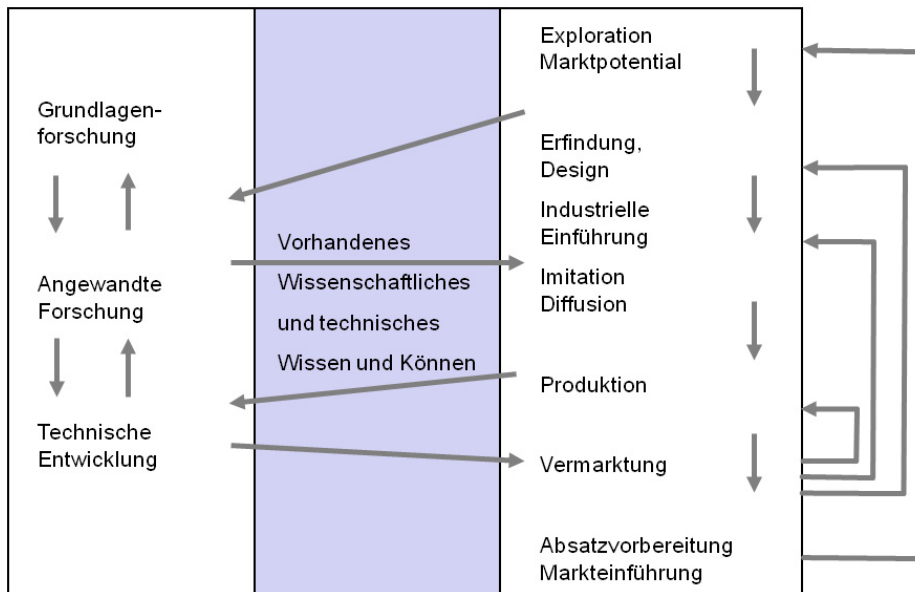 Grundlagen-
forschung
Angewandte
Forschung
Technische
Entwicklung
Vorhandenes
Wissenschaftliches
und technisches
Wissen und Können
Exploration
Marktpotential
Erfindung,
Design
Industrielle
Einführung
Imitation
Diffusion
Produktion
Vermarktung
Absatzvorbereitung
Markteinführung